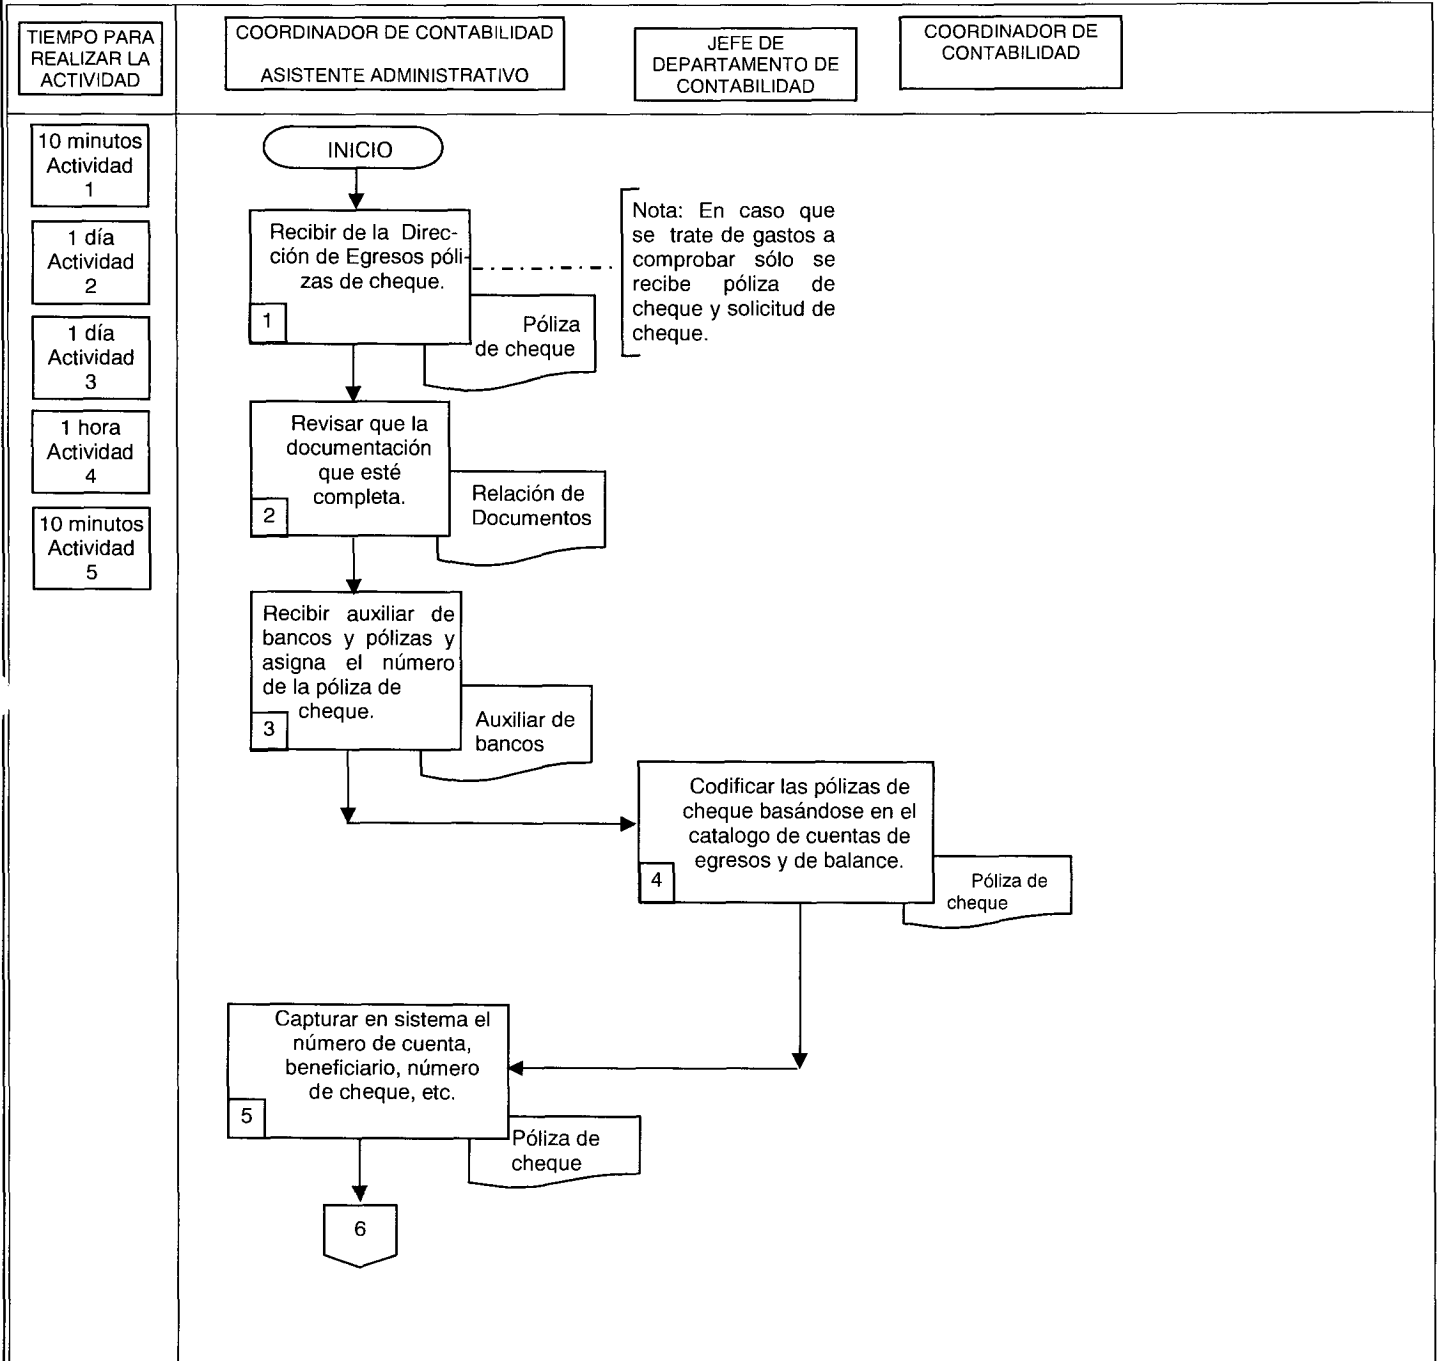 TIEMPO PARA
REALIZAR LA
ACTIVIDAD
COORDINADOR DE CONTABILIDAD
ASISTENTE ADMINISTRATIVO
JEFE DE
DEPARTAMENTO DE
CONTABILIDAD
COORDINADOR DE
CONTABILIDAD
10 minutos
Actividad
1
1 día
Actividad
2
1 día
Actividad
3
1 hora
Actividad
4
10 minutos
Actividad
5
INICIO
Recibir de la Direc-
ción de Egresos póli-
zas de cheque.
1
Póliza
de cheque
Nota: En caso que
se trate de gastos a
comprobar sólo se
recibe póliza de
cheque y solicitud de
cheque.
Revisar que la
documentación
que esté
completa.
2
Relación de
Documentos
Recibir auxiliar de
bancos y pólizas y
asigna el número
de la póliza de
cheque.
3
Auxiliar de
bancos
Codificar las pólizas de
cheque basándose en el
catalogo de cuentas de
egresos y de balance.
4
Póliza de
cheque
Capturar en sistema el
número de cuenta,
beneficiario, número
de cheque, etc.
5
Póliza de
cheque
6